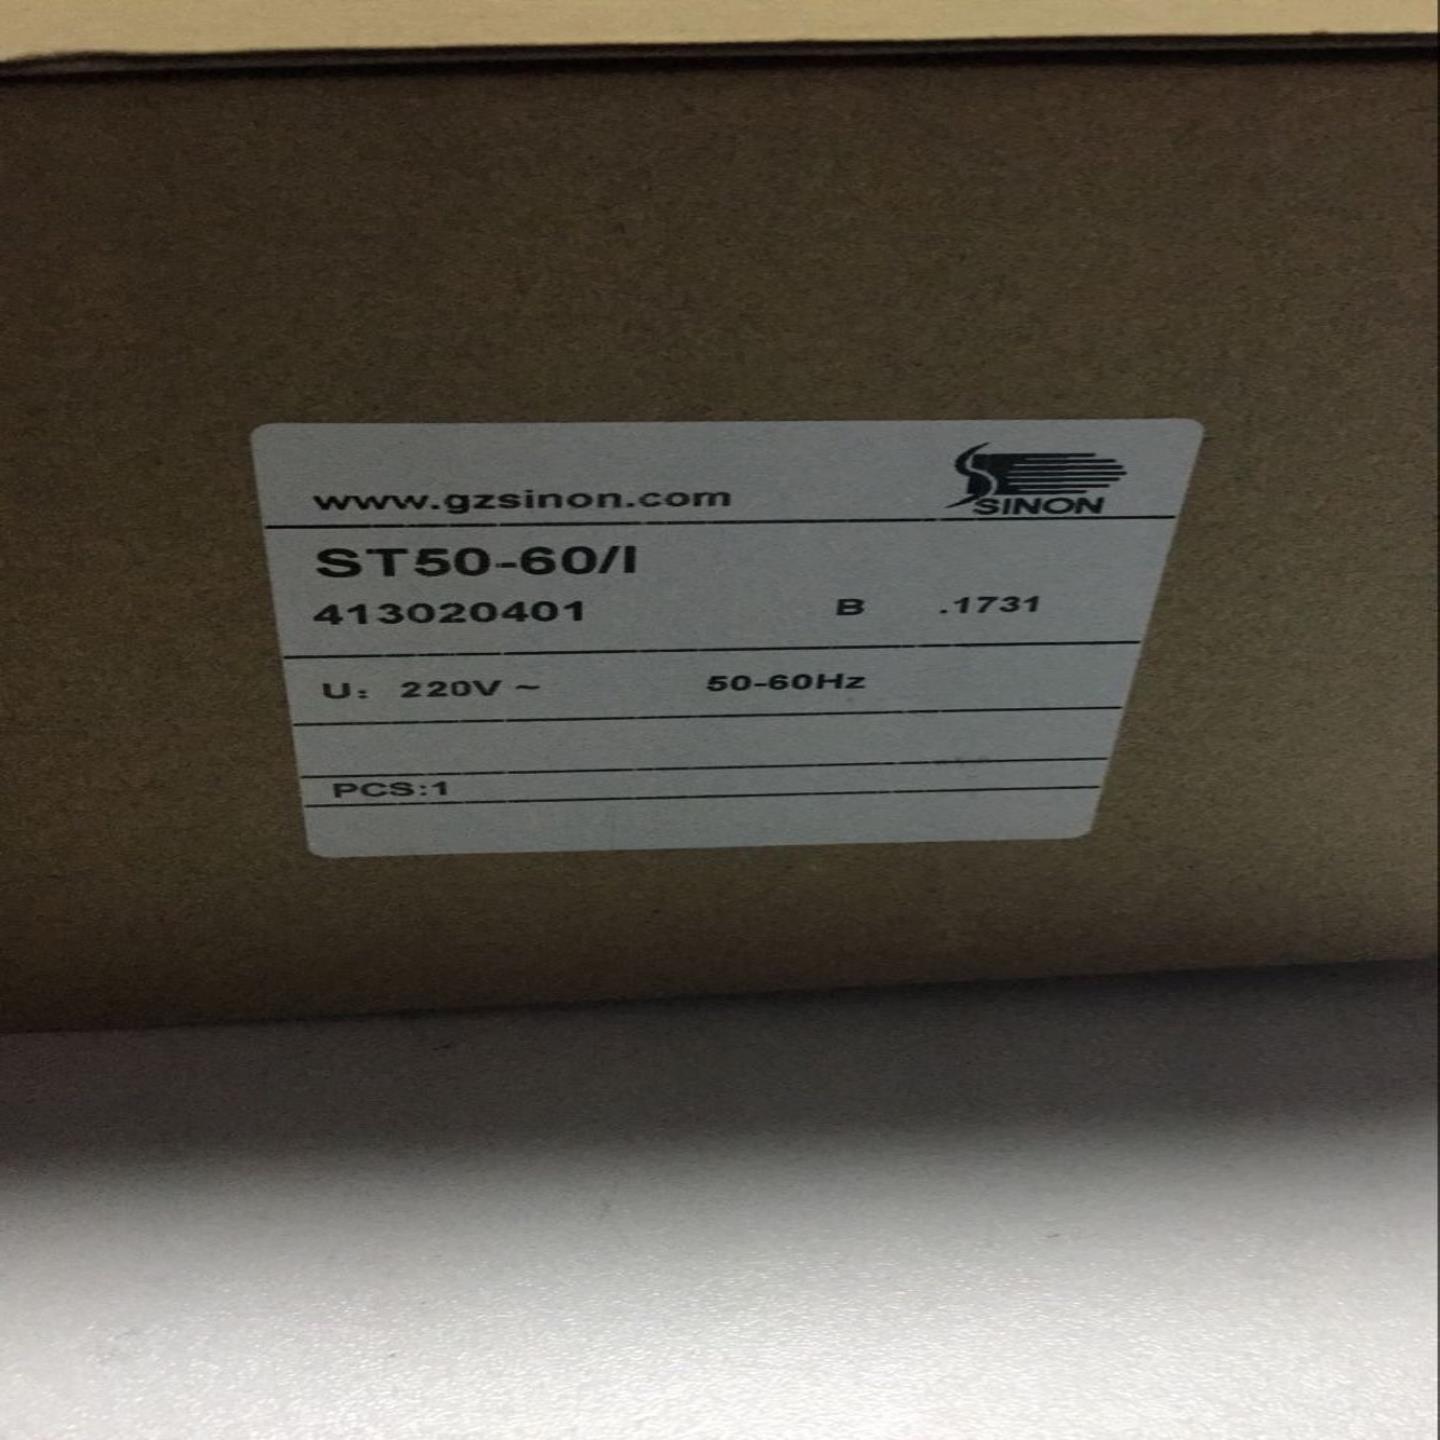 www.gzsinon.com
SINON
ST50-60/I
413020401 B .1731
U： 220V ~ 50-60Hz
PCS:1